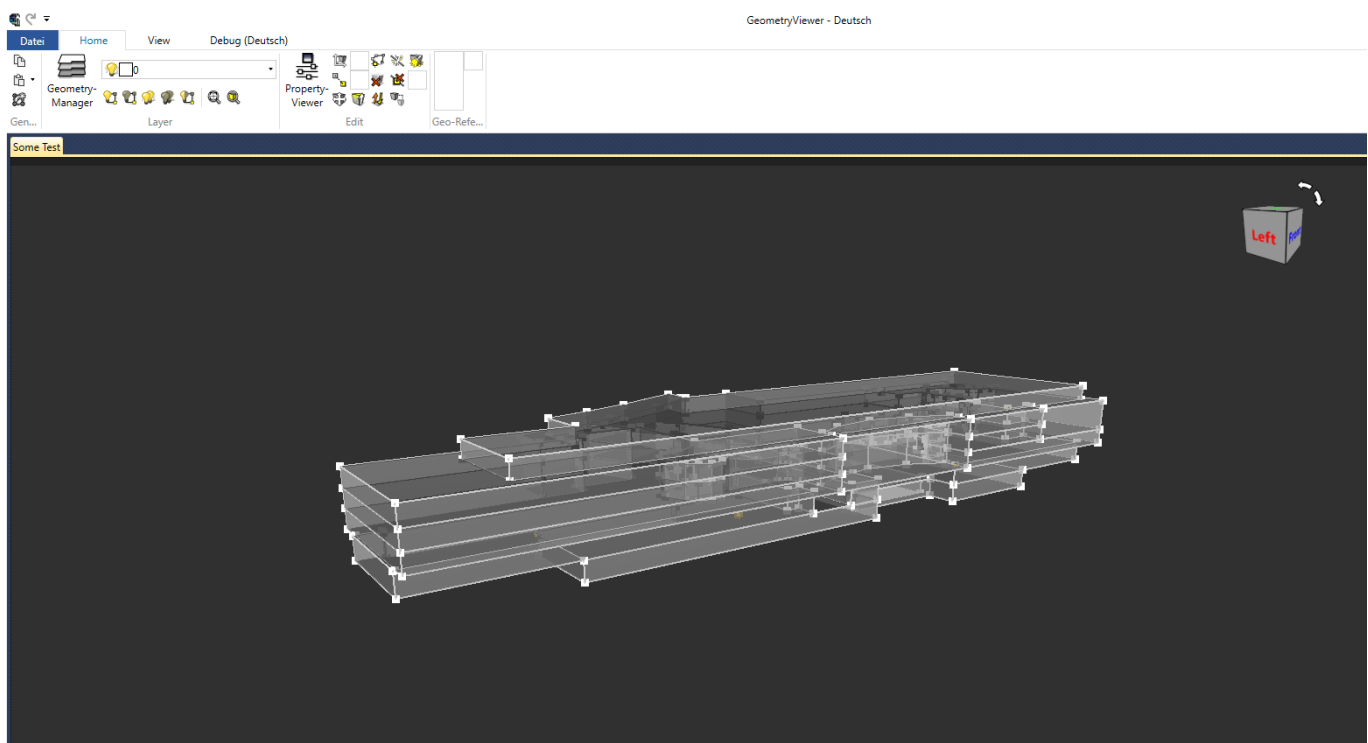 GeometryViewer - Deutsch
Datei Home View Debug (Deutsch)
0
Geometry-
Manager
Property-
Viewer
Gen... Layer Edit Geo-Refe...
Some Test
Left
Front